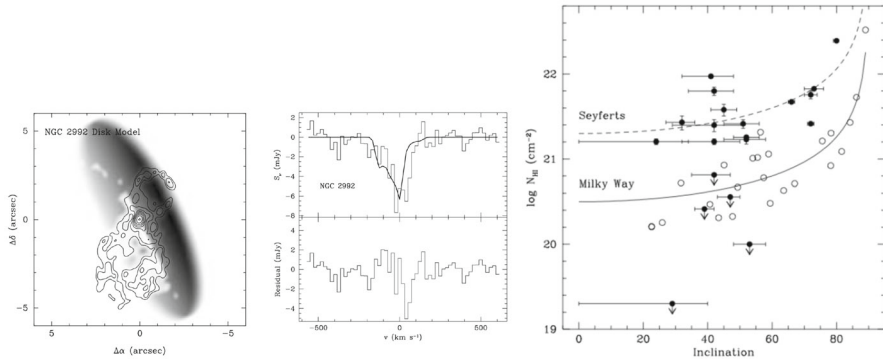 NGC 2992 Disk Model
5
0
-5
Δδ (arcsec)
5
0
-5
Δα (arcsec)
2
0
-2
-4
-6
-8
S_ν (mJy)
NGC 2992
4
2
0
-2
-4
Residual (mJy)
-500
0
500
v (km s⁻¹)
22
21
20
19
log N_HI (cm⁻²)
Seyferts
Milky Way
0
20
40
60
80
Inclination